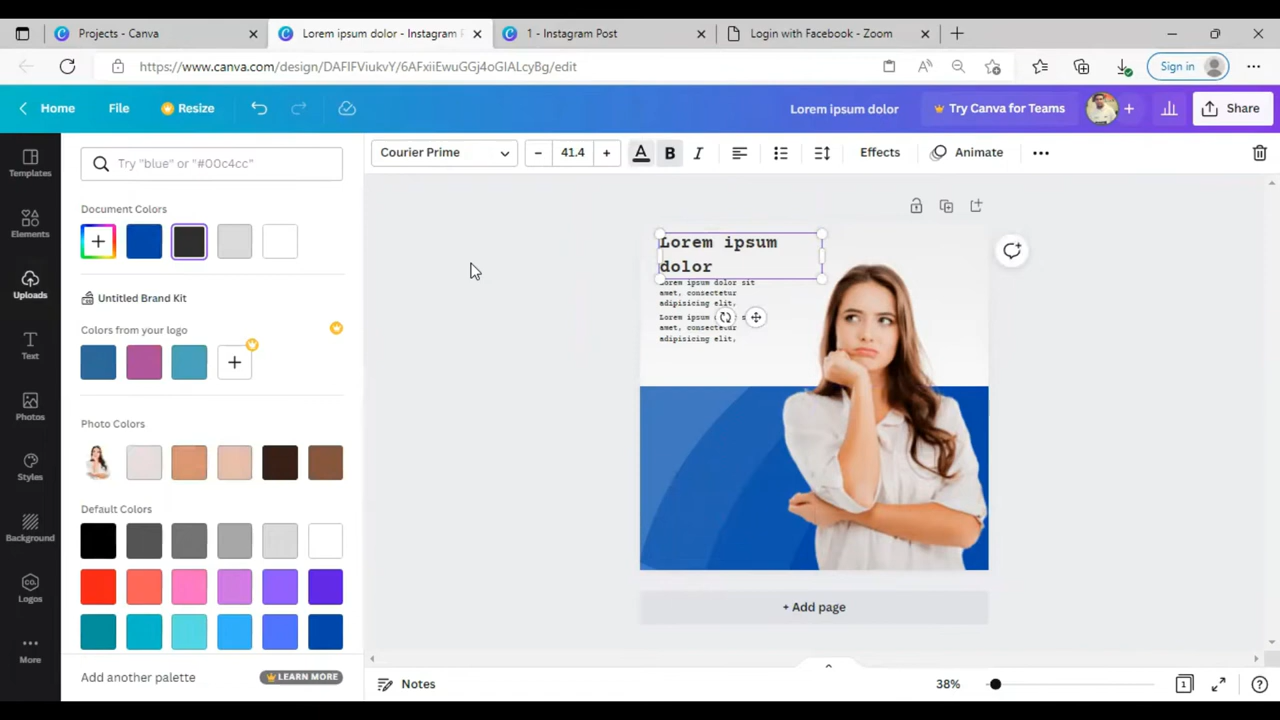 Projects - Canva
Lorem ipsum dolor - Instagram P
1 - Instagram Post
Login with Facebook - Zoom
https://www.canva.com/design/DAFIFViukvY/6AFxiiEwuGGj4oGIALcyBg/edit
Sign in
Home
File
Resize
Lorem ipsum dolor
Try Canva for Teams
Share
Templates
Elements
Uploads
Text
Photos
Styles
Background
CO.
Logos
More
Try "blue" or "#00c4cc"
Document Colors
Untitled Brand Kit
Colors from your logo
Photo Colors
Default Colors
Add another palette
LEARN MORE
Courier Prime
41.4
A
B
I
Effects
Animate
Lorem ipsum
dolor
Lorem ipsum dolor sit
amet, consectetur
adipisicing elit,
Lorem ipsum
amet, consectetur
adipisicing elit,
+ Add page
Notes
38%
1